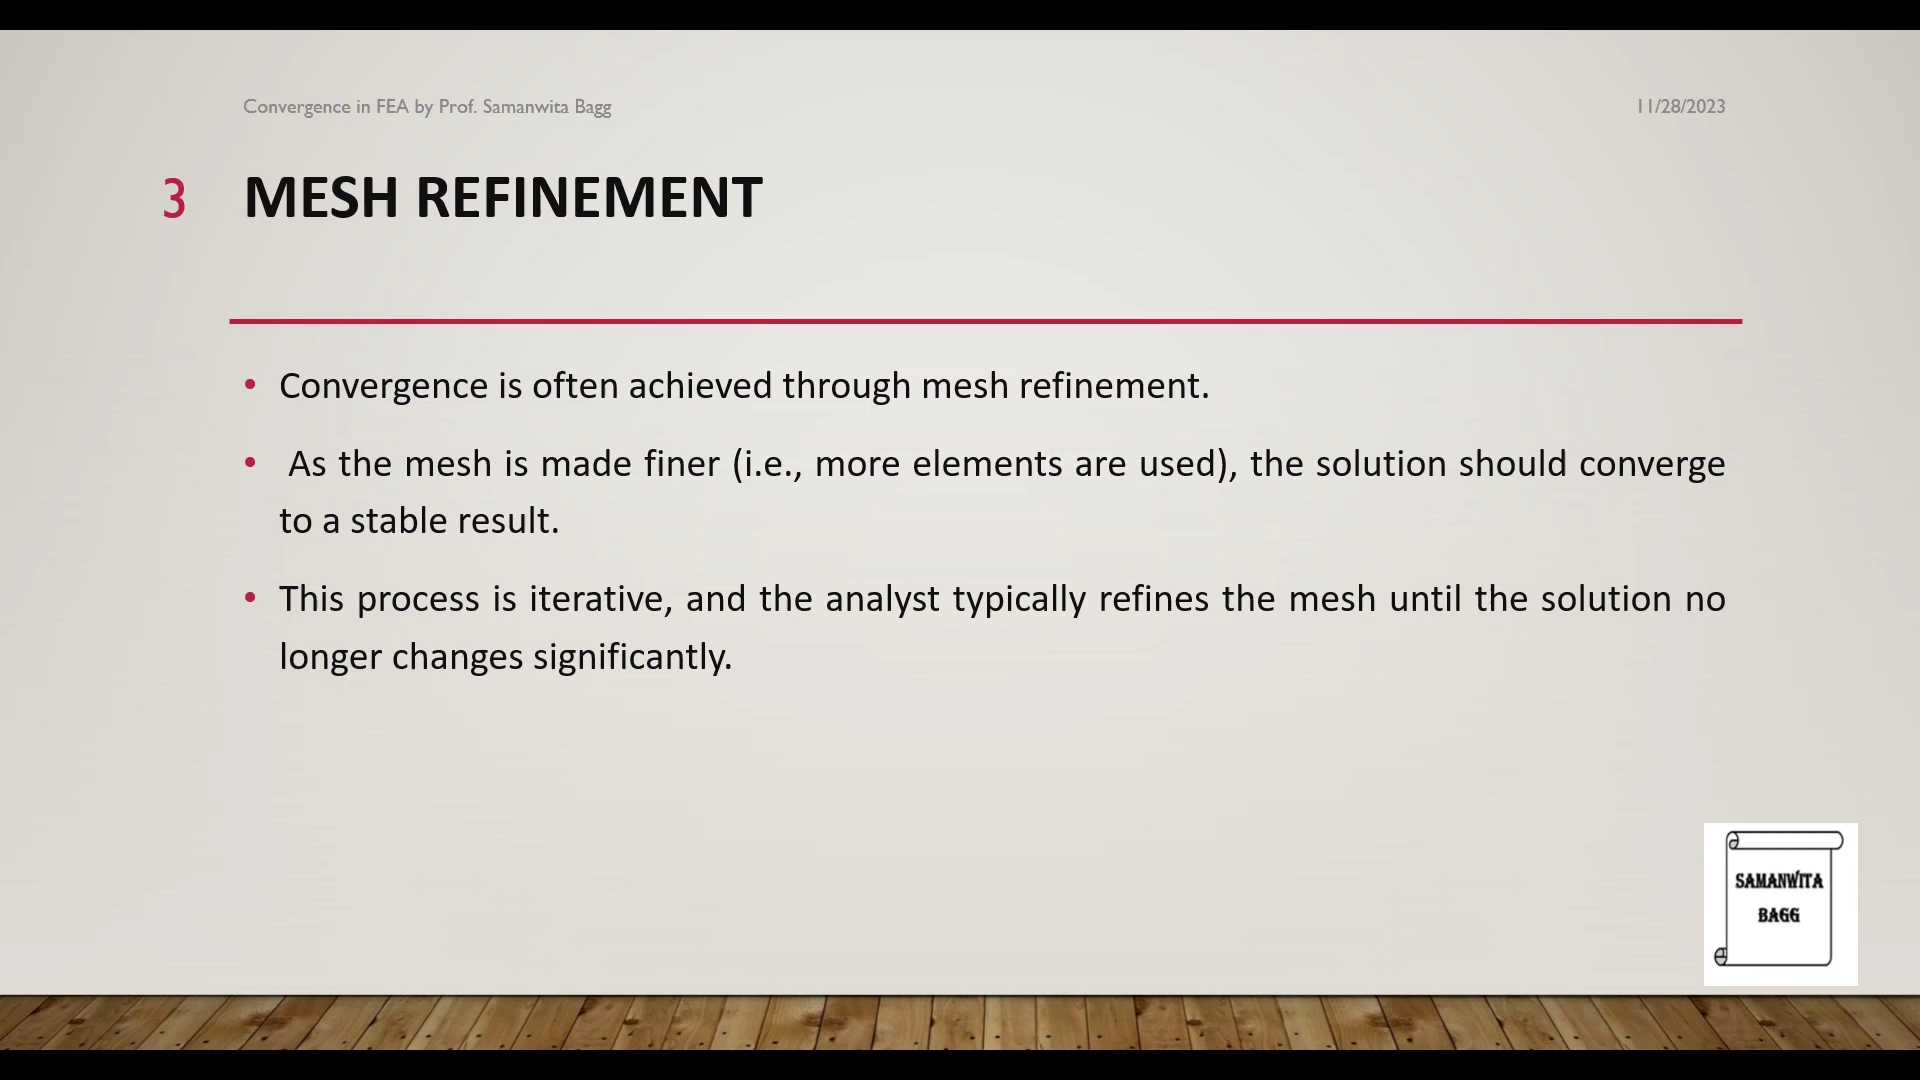 Convergence in FEA by Prof. Samanwita Bagg
11/28/2023
3 MESH REFINEMENT
• Convergence is often achieved through mesh refinement.
• As the mesh is made finer (i.e., more elements are used), the solution should converge
to a stable result.
• This process is iterative, and the analyst typically refines the mesh until the solution no
longer changes significantly.
SAMANWITA
BAGG